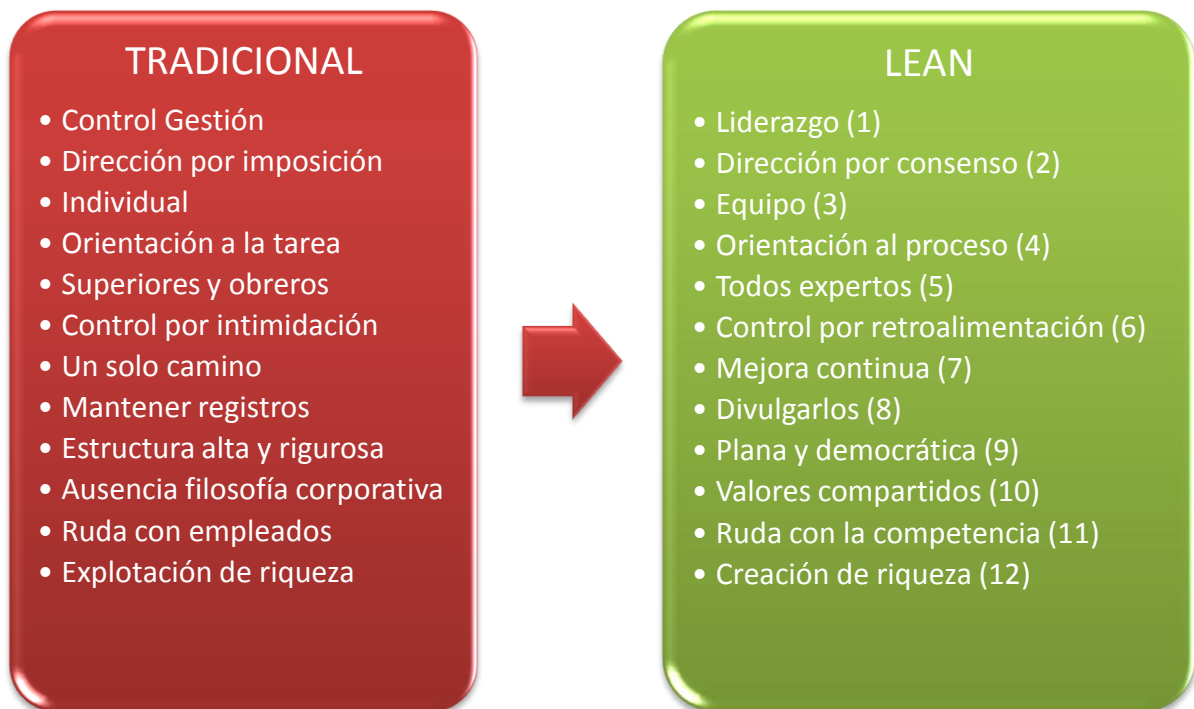 TRADICIONAL
• Control Gestión
• Dirección por imposición
• Individual
• Orientación a la tarea
• Superiores y obreros
• Control por intimidación
• Un solo camino
• Mantener registros
• Estructura alta y rigurosa
• Ausencia filosofía corporativa
• Ruda con empleados
• Explotación de riqueza
LEAN
• Liderazgo (1)
• Dirección por consenso (2)
• Equipo (3)
• Orientación al proceso (4)
• Todos expertos (5)
• Control por retroalimentación (6)
• Mejora continua (7)
• Divulgarlos (8)
• Plana y democrática (9)
• Valores compartidos (10)
• Ruda con la competencia (11)
• Creación de riqueza (12)